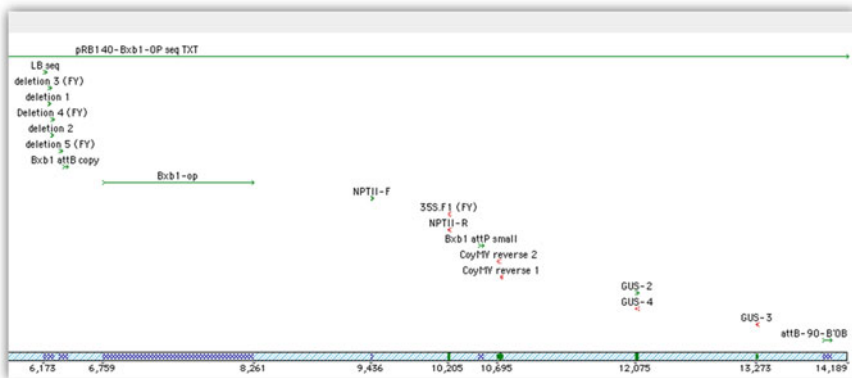 pRB140-Bxb1-OP seq TXT
LB seq
deletion 3 (FY)
deletion 1
Deletion 4 (FY)
deletion 2
deletion 5 (FY)
Bxb1 attB copy
Bxb1-op
NPTII-F
35S.F1 (FY)
NPTII-R
Bxb1 attP small
CoyMV reverse 2
CoyMV reverse 1
GUS-2
GUS-4
GUS-3
attB-90-B'OB
6,173 6,759 8,261 9,436 10,205 10,695 12,075 13,273 14,189